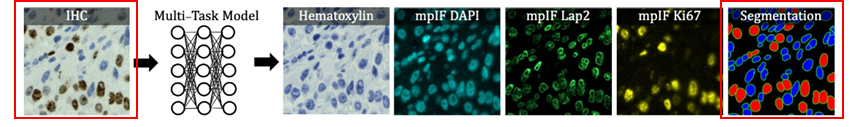 IHC
Multi–Task Model
Hematoxylin
mpIF DAPI
mpIF Lap2
mpIF Ki67
Segmentation